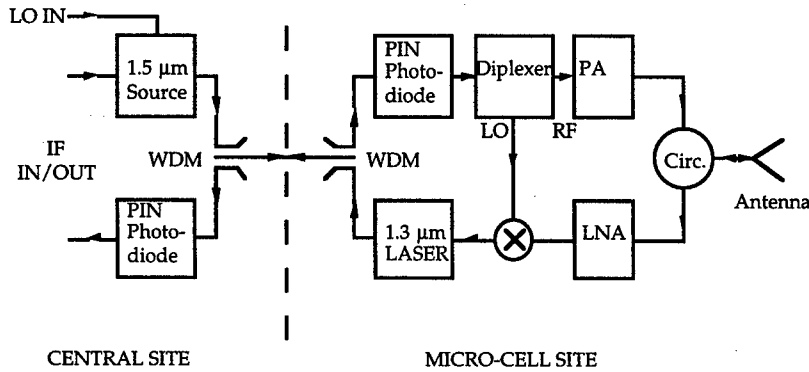 LO IN
1.5 µm
Source
WDM
IF
IN/OUT
PIN
Photo-
diode
CENTRAL SITE
PIN
Photo-
diode
Diplexer
LO
RF
PA
WDM
Circ.
Antenna
1.3 µm
LASER
LNA
MICRO-CELL SITE